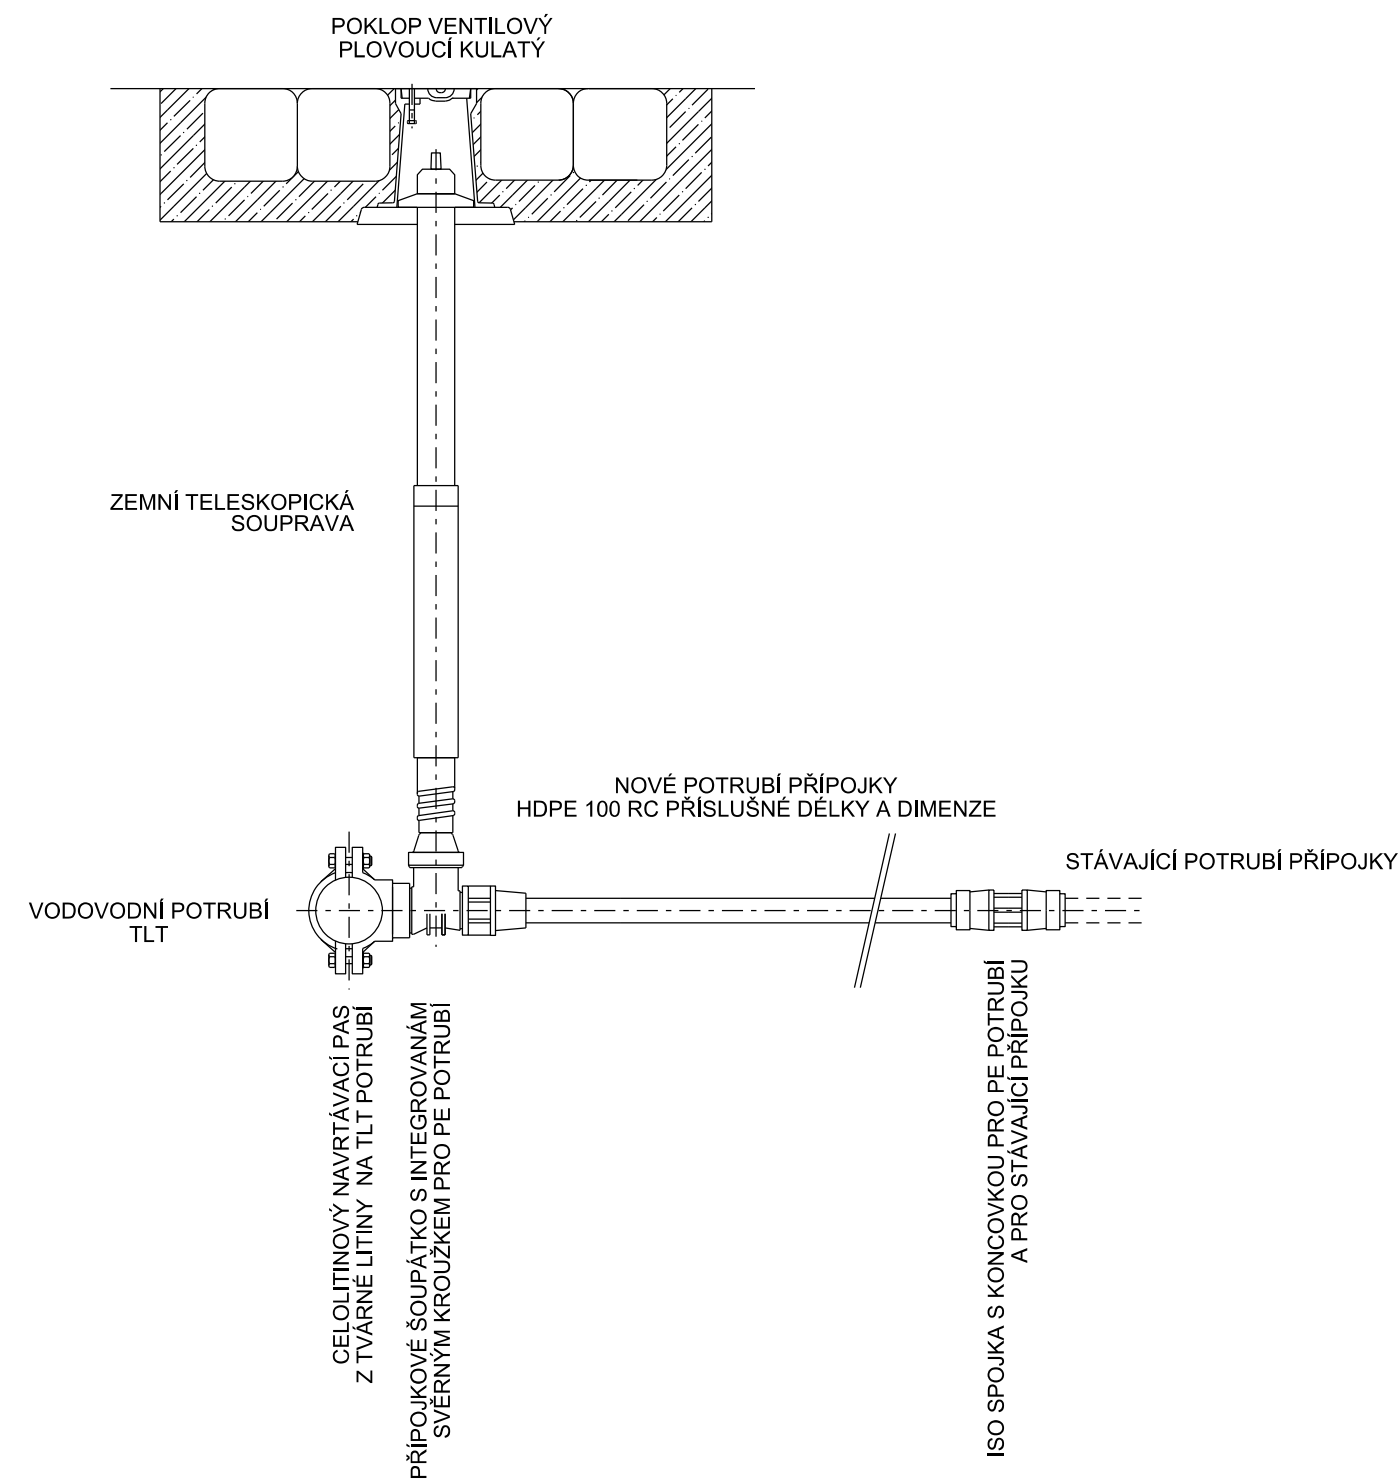 POKLOP VENTILOVÝ
PLOVOUCÍ KULATÝ
ZEMNÍ TELESKOPICKÁ
SOUPRAVA
NOVÉ POTRUBÍ PŘÍPOJKY
HDPE 100 RC PŘÍSLUŠNÉ DÉLKY A DIMENZE
STÁVAJÍCÍ POTRUBÍ PŘÍPOJKY
VODOVODNÍ POTRUBÍ
TLT
CELOLITINOVÝ NAVRTÁVACÍ PAS
Z TVÁRNÉ LITINY NA TLT POTRUBÍ
PŘÍPOJKOVÉ ŠOUPÁTKO S INTEGROVANÁM
SVĚRNÝM KROUŽKEM PRO PE POTRUBÍ
ISO SPOJKA S KONCOVKOU PRO PE POTRUBÍ
A PRO STÁVAJÍCÍ PŘÍPOJKU